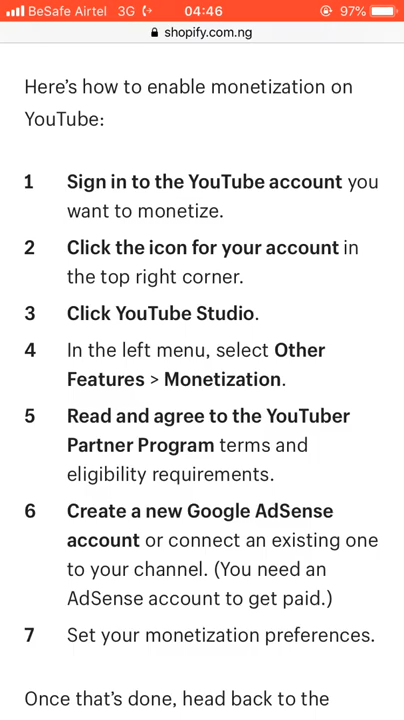 BeSafe Airtel 3G 04:46 97%
shopify.com.ng
Here's how to enable monetization on
YouTube:
1 Sign in to the YouTube account you
want to monetize.
2 Click the icon for your account in
the top right corner.
3 Click YouTube Studio.
4 In the left menu, select Other
Features > Monetization.
5 Read and agree to the YouTuber
Partner Program terms and
eligibility requirements.
6 Create a new Google AdSense
account or connect an existing one
to your channel. (You need an
AdSense account to get paid.)
7 Set your monetization preferences.
Once that's done, head back to the